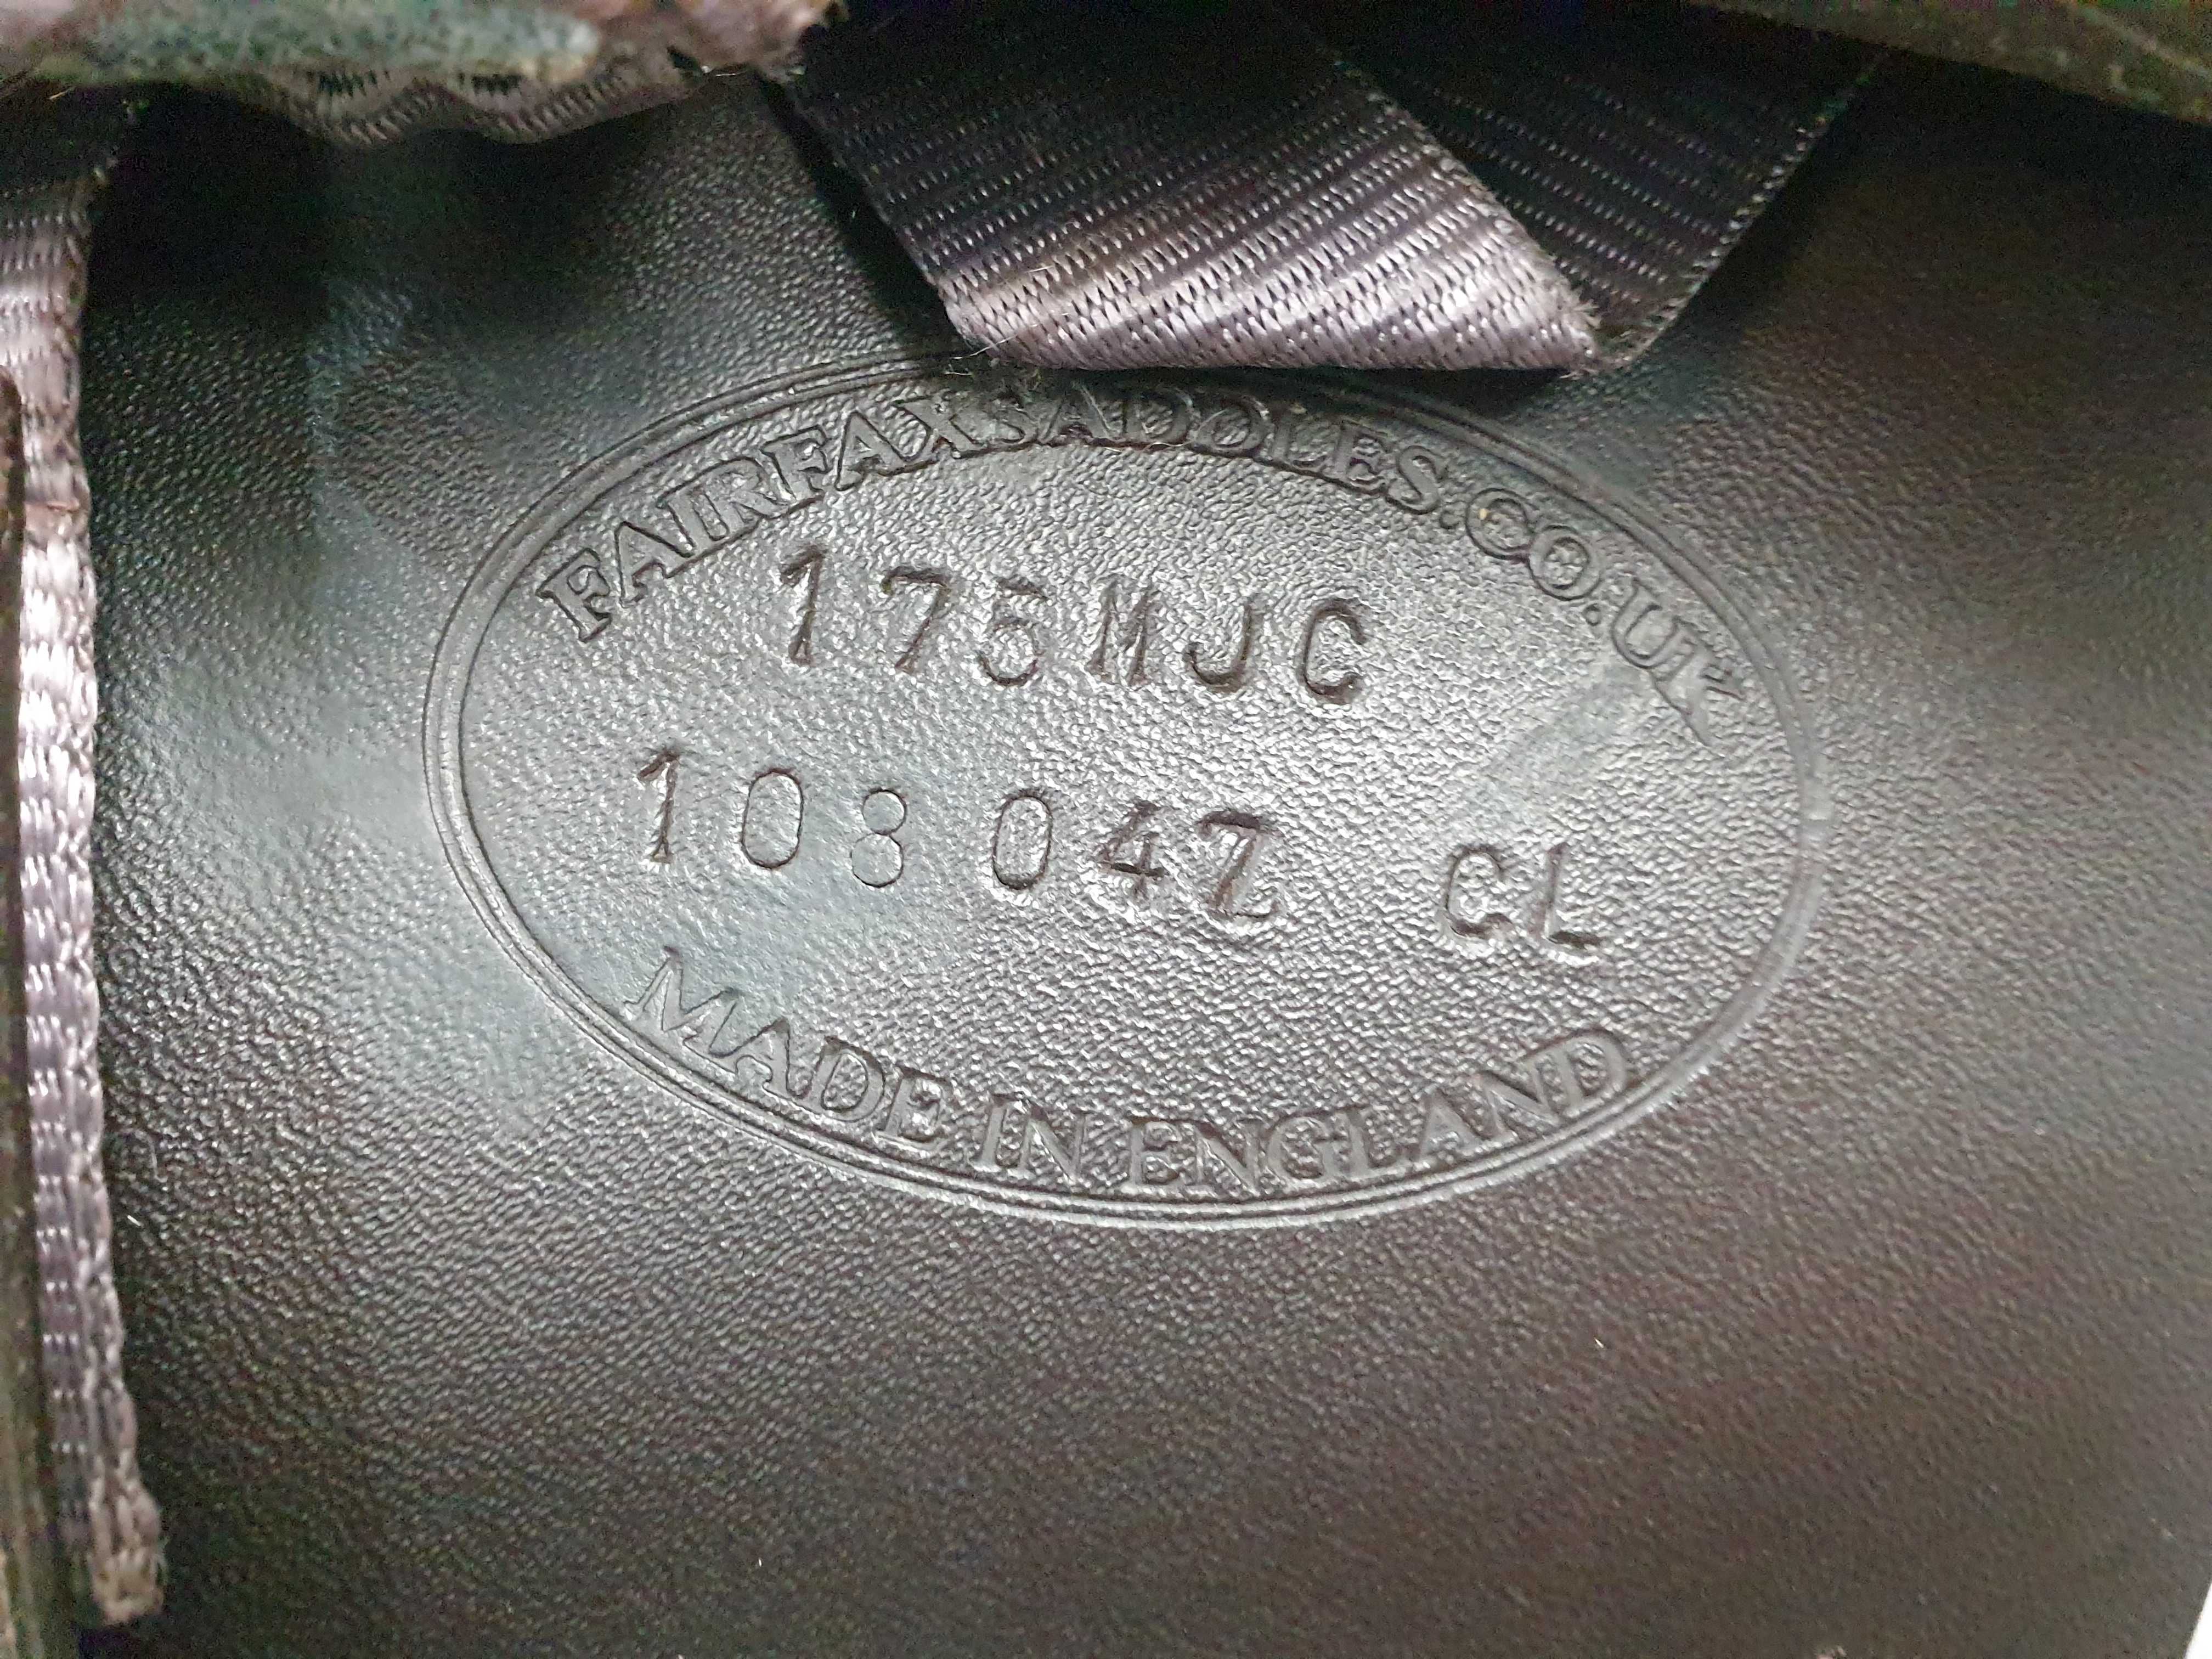 FAIRFAXSADDLES.CO.UK
175MJC
108 047 CL
MADE IN ENGLAND